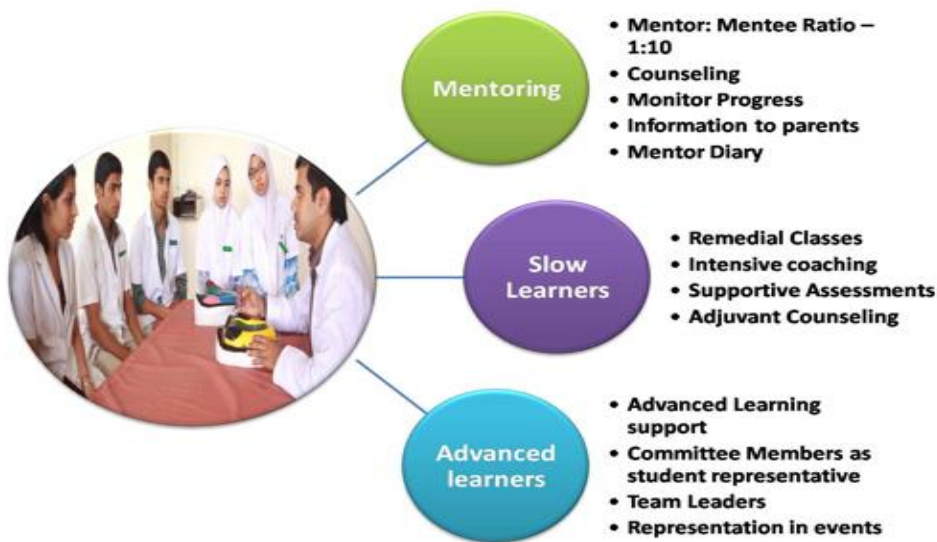 Mentoring
• Mentor: Mentee Ratio –
1:10
• Counseling
• Monitor Progress
• Information to parents
• Mentor Diary
Slow
Learners
• Remedial Classes
• Intensive coaching
• Supportive Assessments
• Adjuvant Counseling
Advanced
learners
• Advanced Learning
support
• Committee Members as
student representative
• Team Leaders
• Representation in events